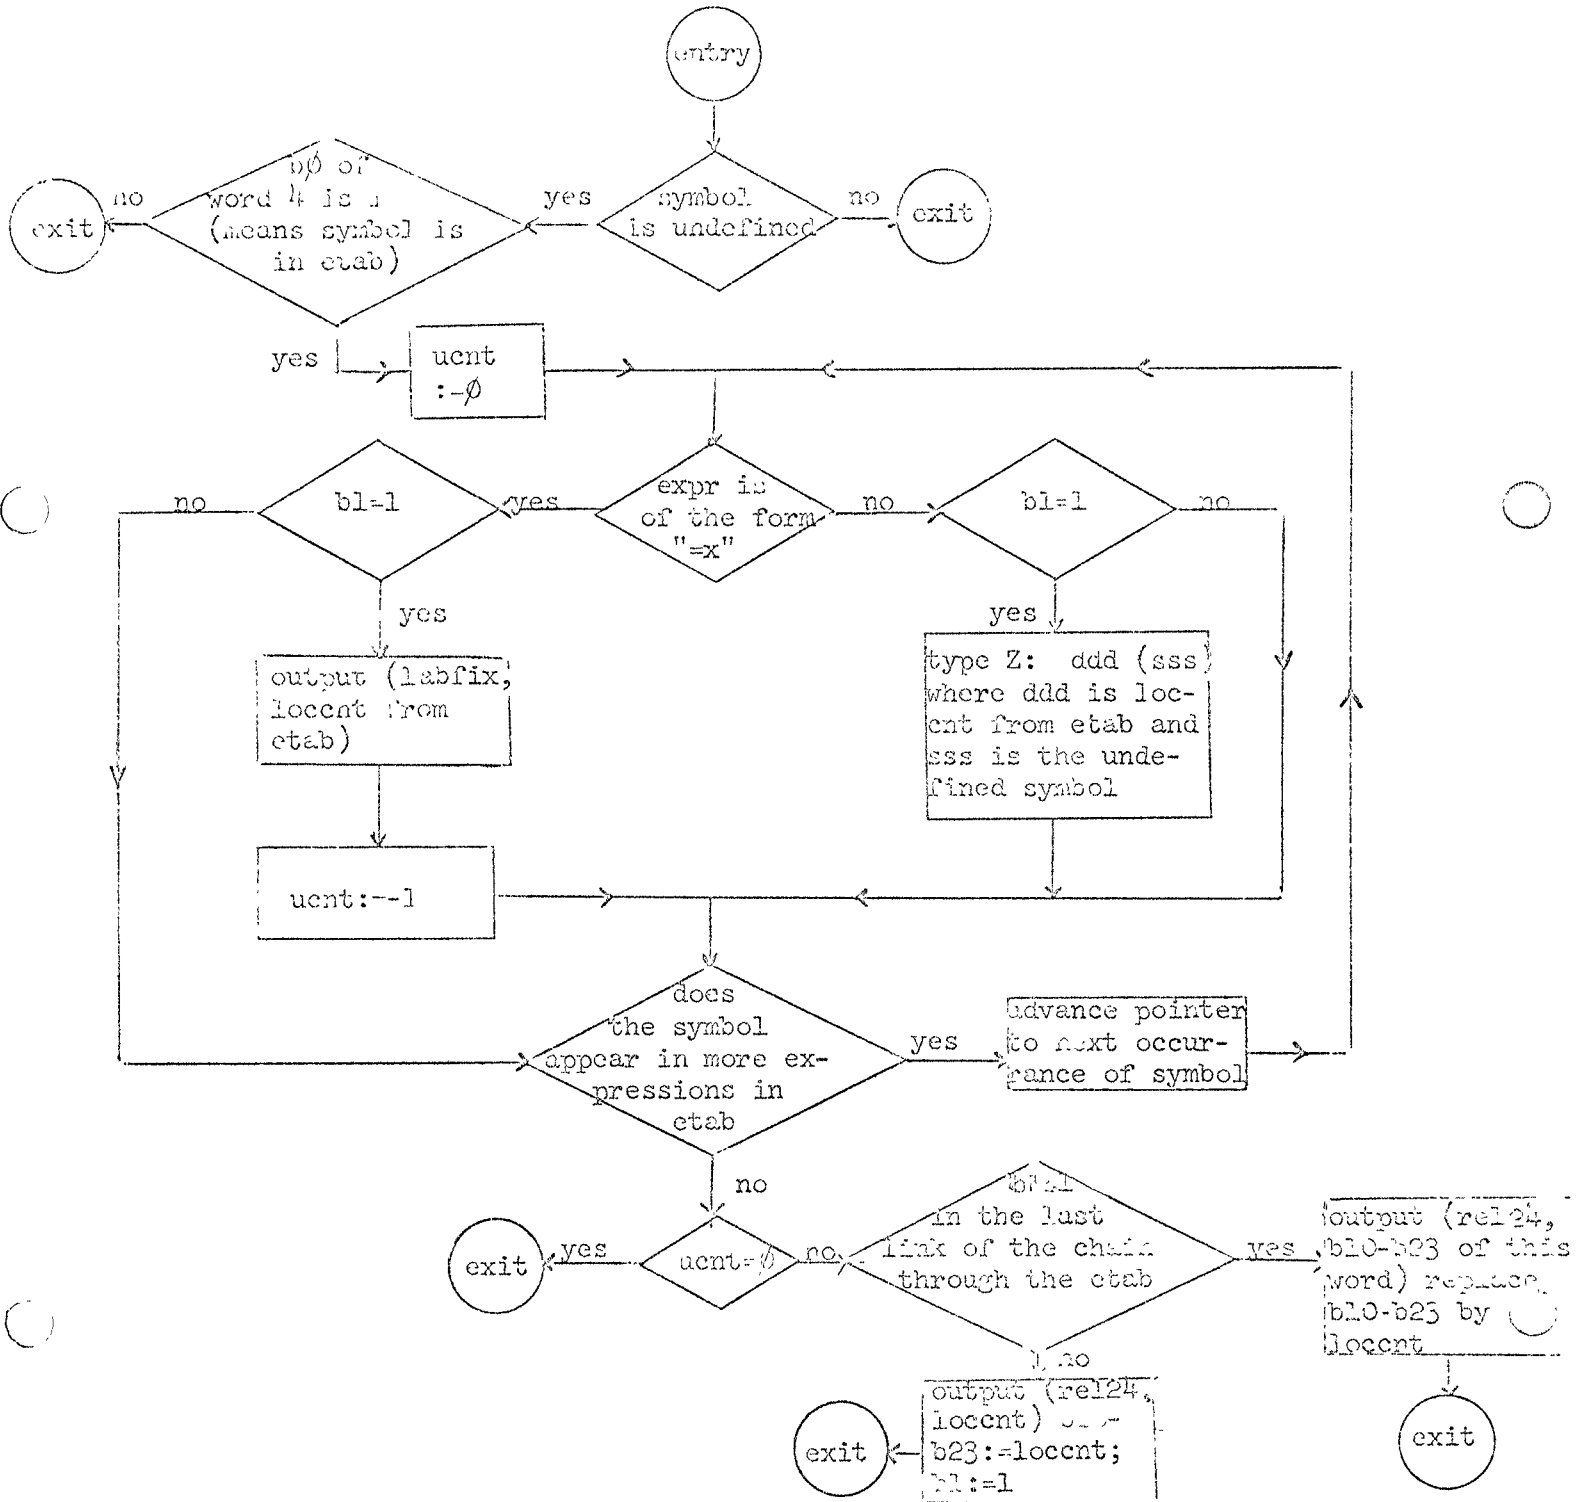 entry
bø of
word 4 is
(means symbol is
in etab)
no
exit
yes
symbol
is undefined
no
exit
yes
ucnt
:=ø
no
b1=1
yes
expr is
of the form
"=x"
no
b1=1
no
yes
output (labfix,
loccnt from
etab)
yes
type Z: ddd (sss)
where ddd is loc-
cnt from etab and
sss is the unde-
fined symbol
ucnt:=-1
does
the symbol
appear in more ex-
pressions in
etab
yes
advance pointer
to next occur-
rance of symbol
no
exit
yes
ucnt=ø
no
in the last
link of the chain
through the etab
yes
output (rel24,
b10-b23 of this
word) replace
b10-b23 by
loccnt
no
output (rel24,
loccnt)
b23:=loccnt;
b1:=1
exit
exit